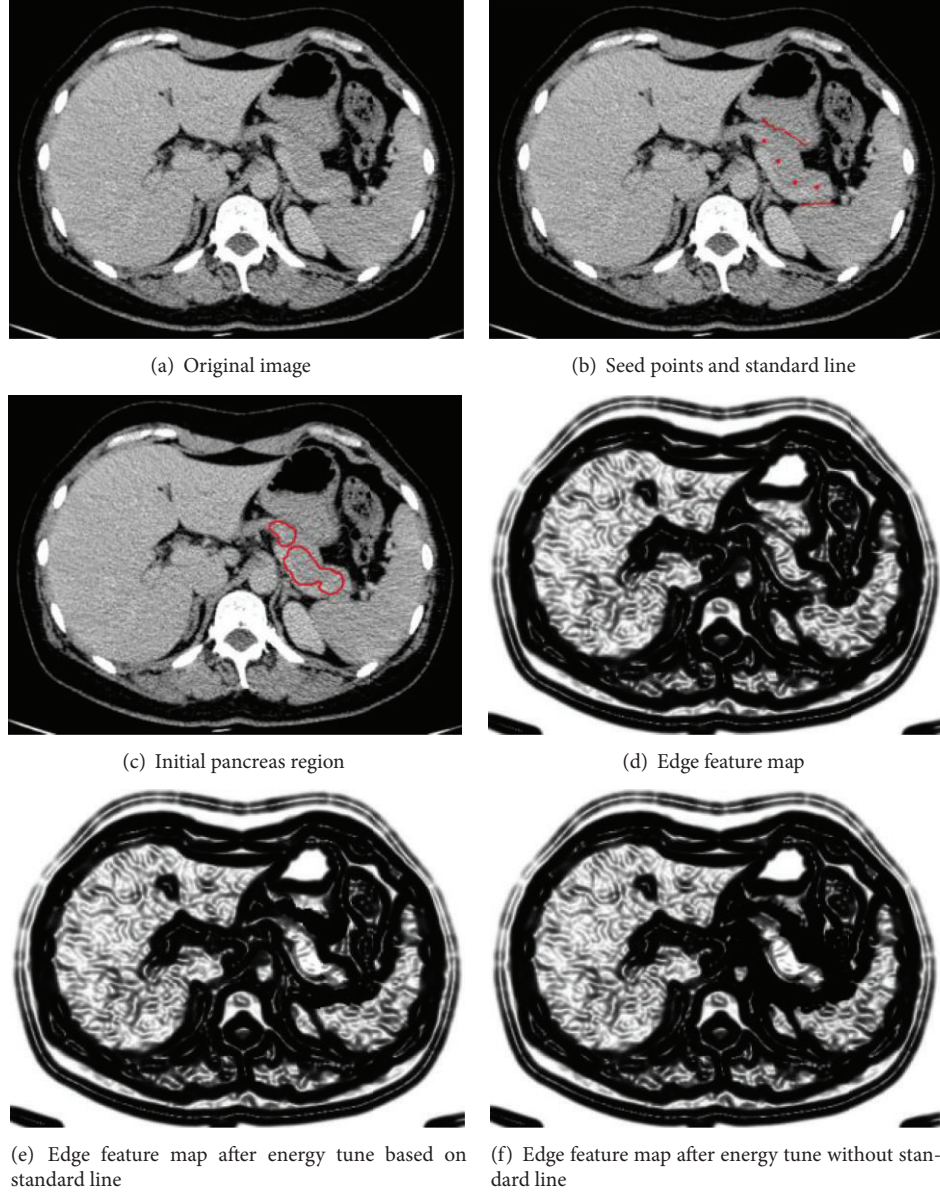 (a) Original image
(b) Seed points and standard line
(c) Initial pancreas region
(d) Edge feature map
(e) Edge feature map after energy tune based on
standard line
(f) Edge feature map after energy tune without stan-
dard line